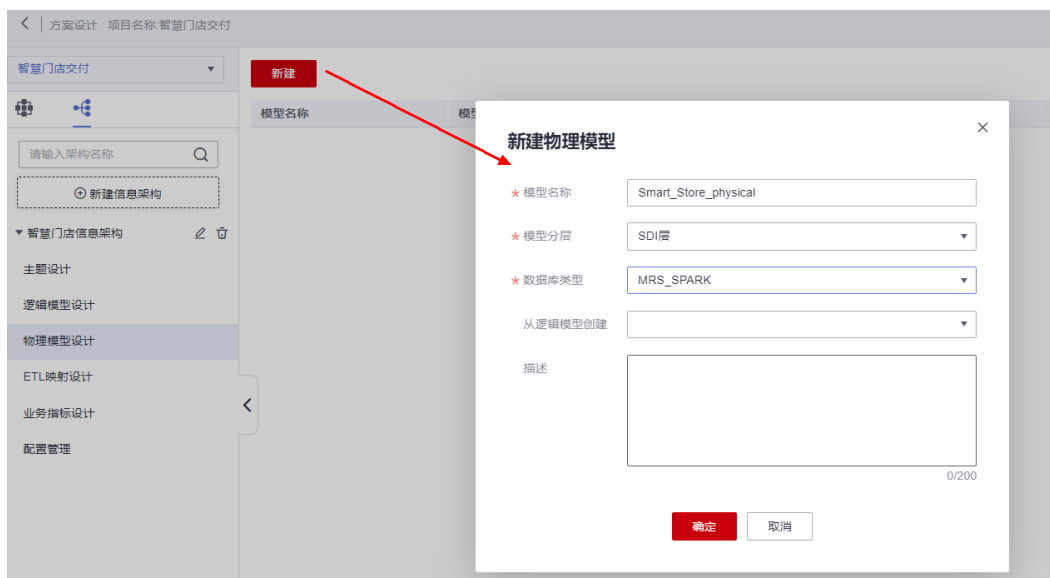 方案设计 项目名称:智慧门店交付
智慧门店交付
新建
模型名称
请输入架构名称
新建信息架构
智慧门店信息架构
主题设计
逻辑模型设计
物理模型设计
ETL映射设计
业务指标设计
配置管理
新建物理模型
* 模型名称 Smart_Store_physical
* 模型分层 SDI层
* 数据库类型 MRS_SPARK
从逻辑模型创建
描述
0/200
确定 取消